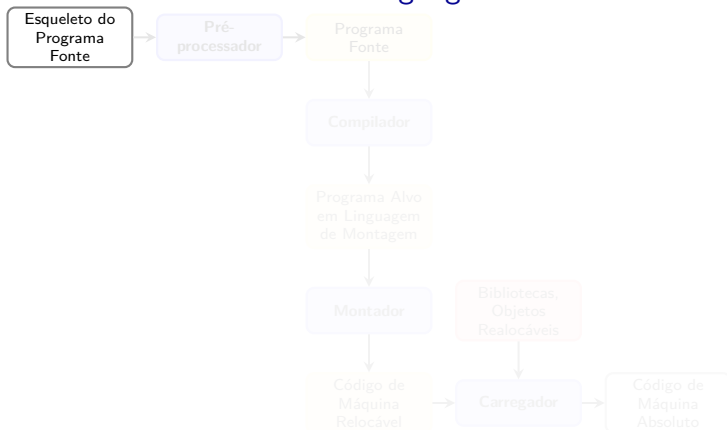 Esqueleto do
Programa
Fonte
Pré-
processador
Programa
Fonte
Compilador
Programa Alvo
em Linguagem
de Montagem
Montador
Bibliotecas,
Objetos
Realocáveis
Código de
Máquina
Relocável
Carregador
Código de
Máquina
Absoluto